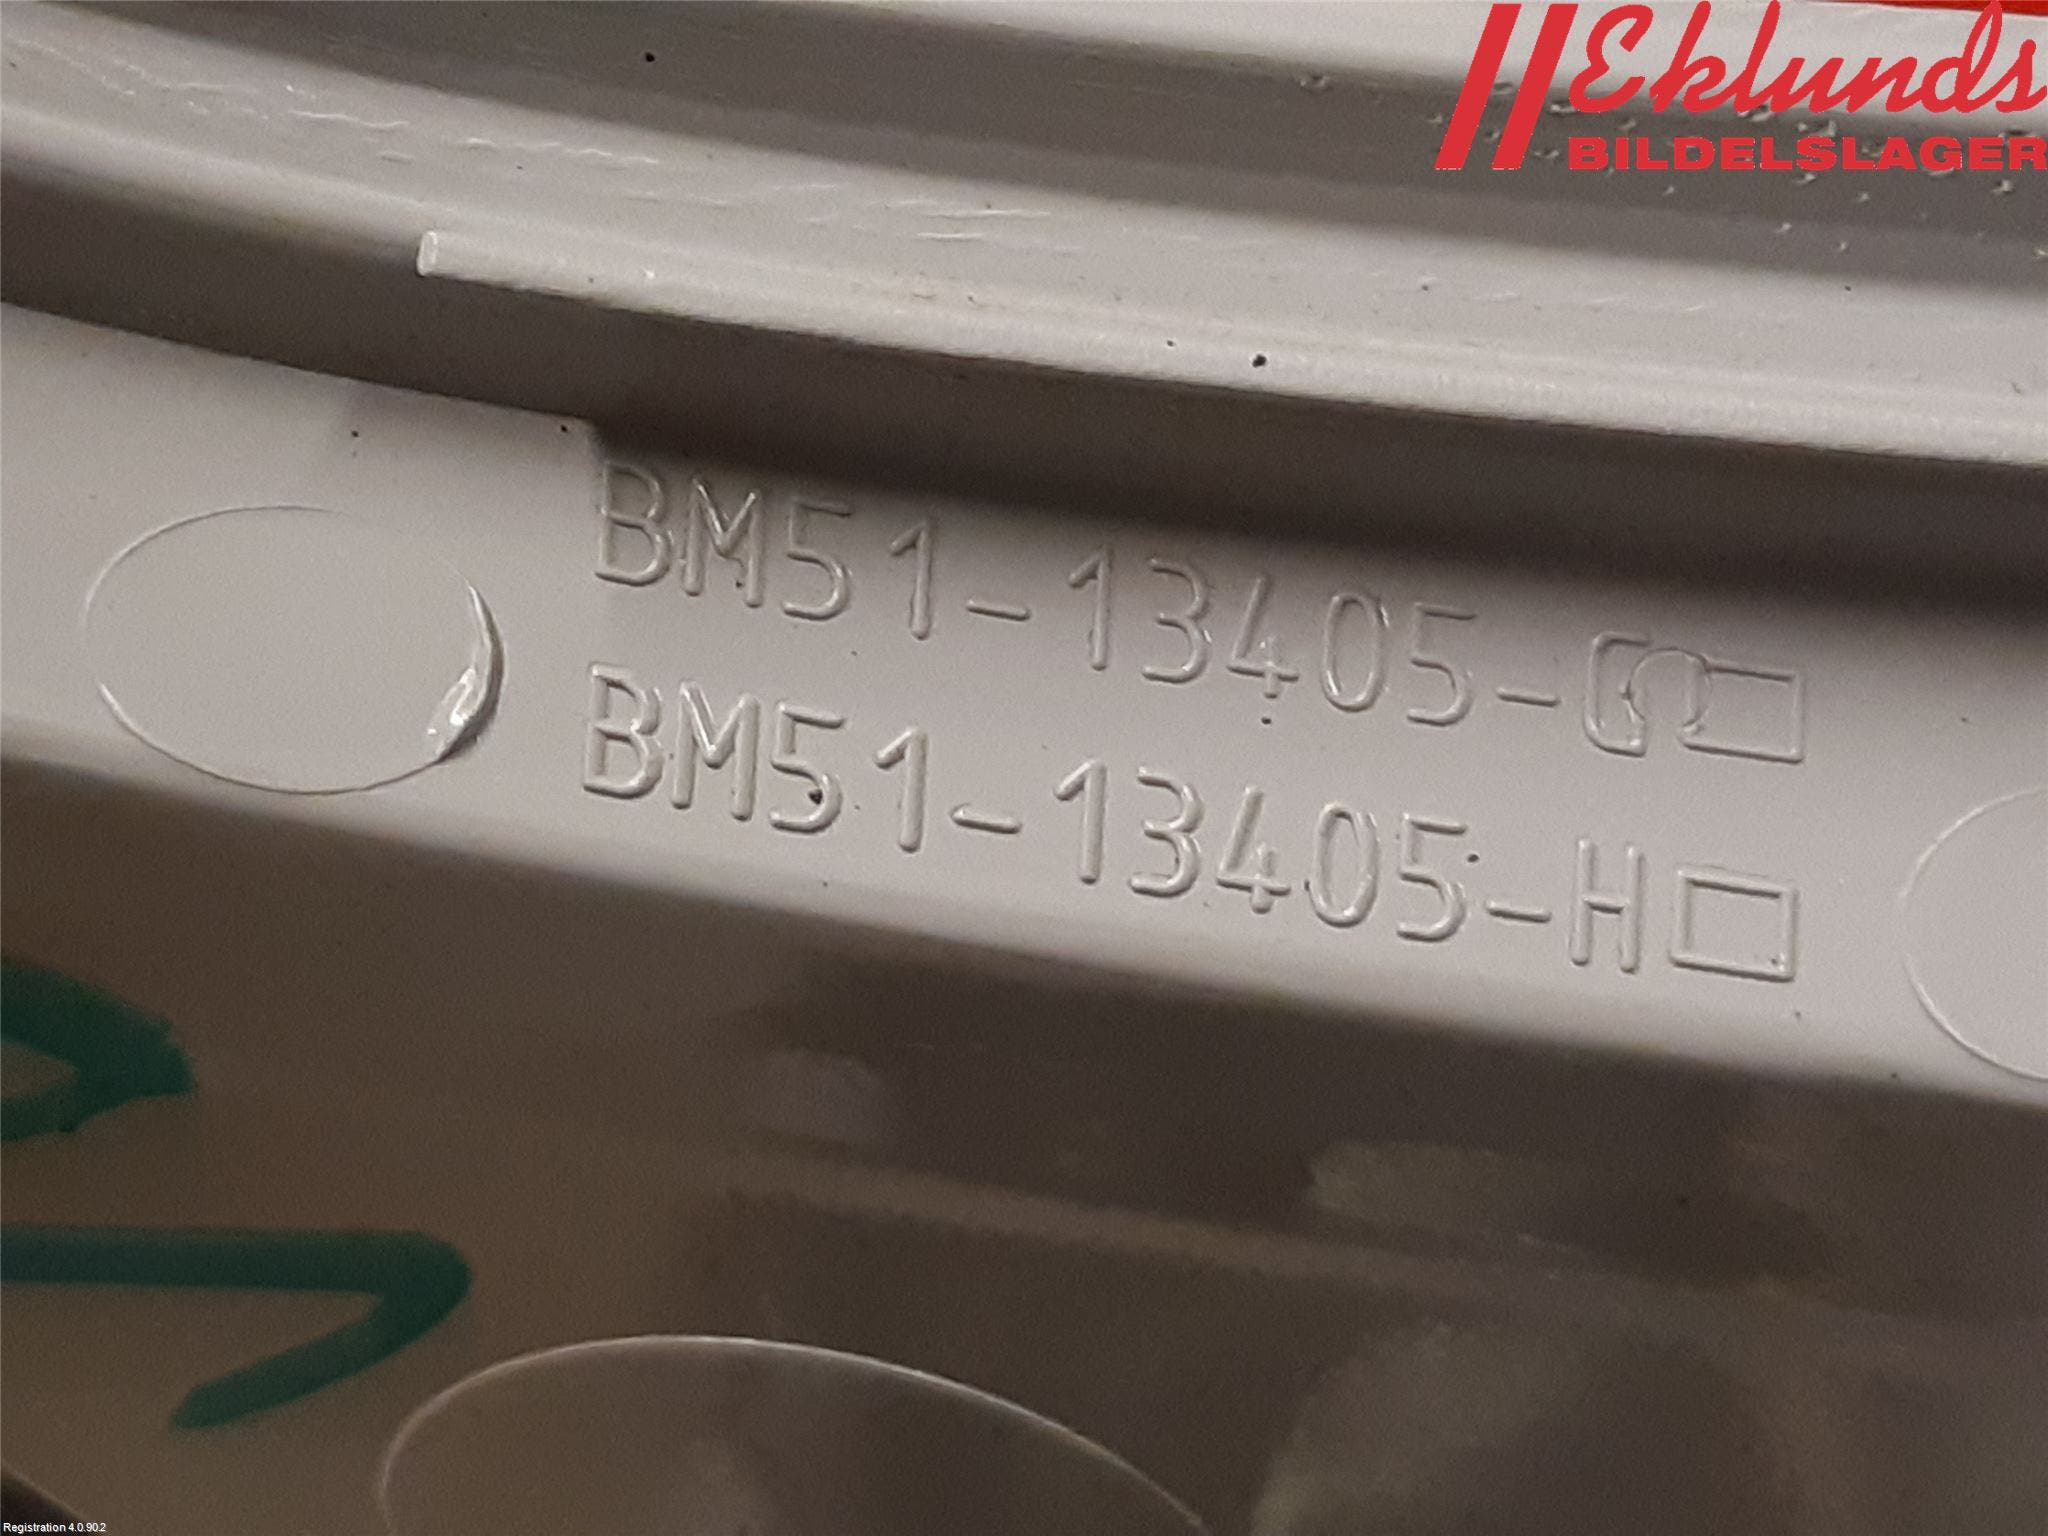 Eklunds
BILDELSLAGER
BM51-13405-G
BM51-13405-H
Registration 4.0.90.2